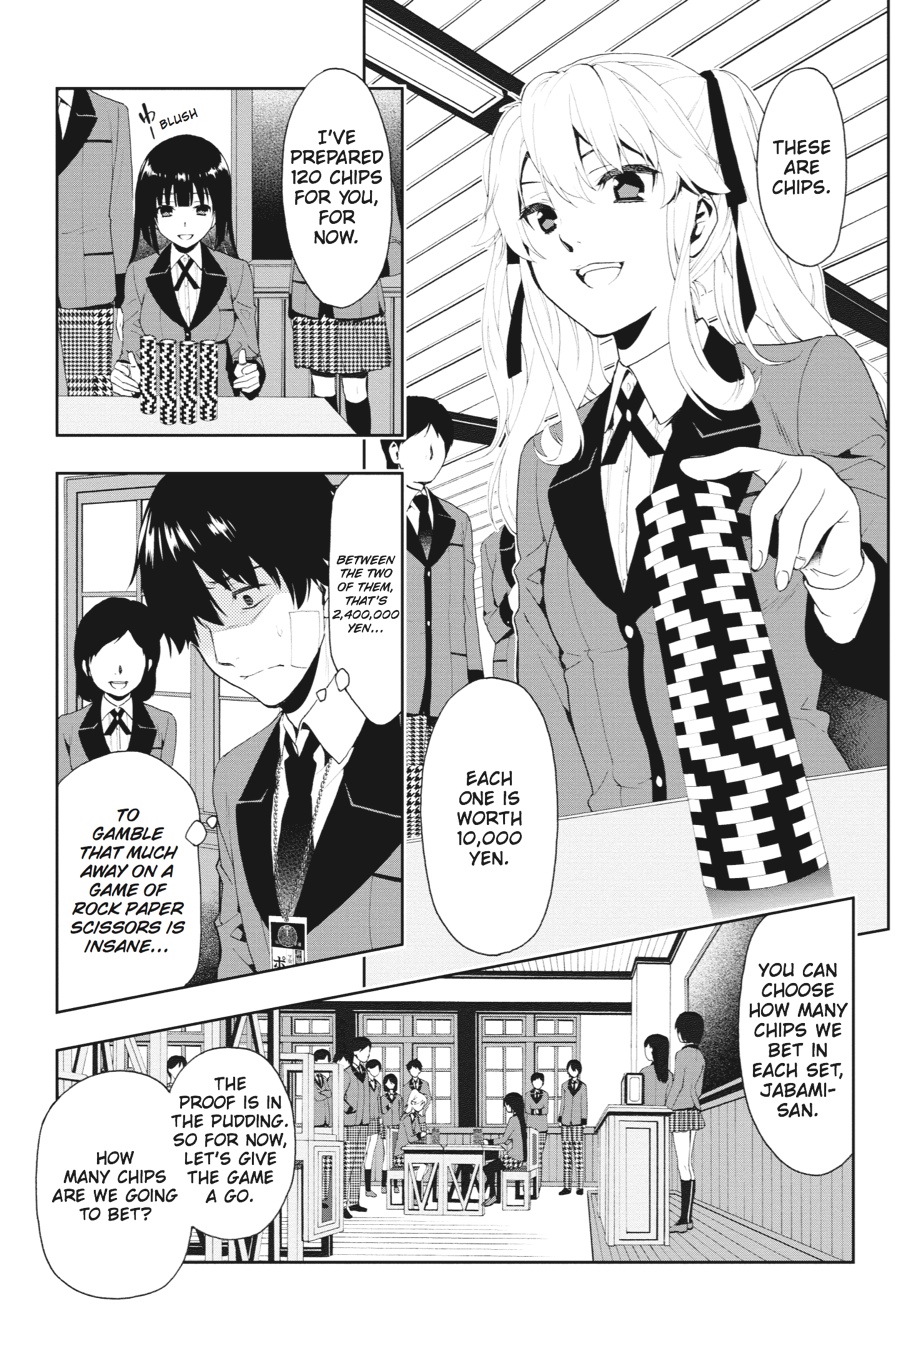 THESE
ARE
CHIPS.
EACH
ONE IS
WORTH
10,000
YEN.
I'VE
PREPARED
120 CHIPS
FOR YOU,
FOR
NOW.
BLUSH
BETWEEN
THE TWO
OF THEM,
THAT'S
2,400,000
YEN...
TO
GAMBLE
THAT MUCH
AWAY ON A
GAME OF
ROCK PAPER
SCISSORS IS
INSANE...
YOU CAN
CHOOSE
HOW MANY
CHIPS WE
BET IN
EACH SET,
JABAMI-
SAN.
THE
PROOF IS IN
THE PUDDING.
SO FOR NOW,
LET'S GIVE
THE GAME
A GO.
HOW
MANY CHIPS
ARE WE GOING
TO BET?